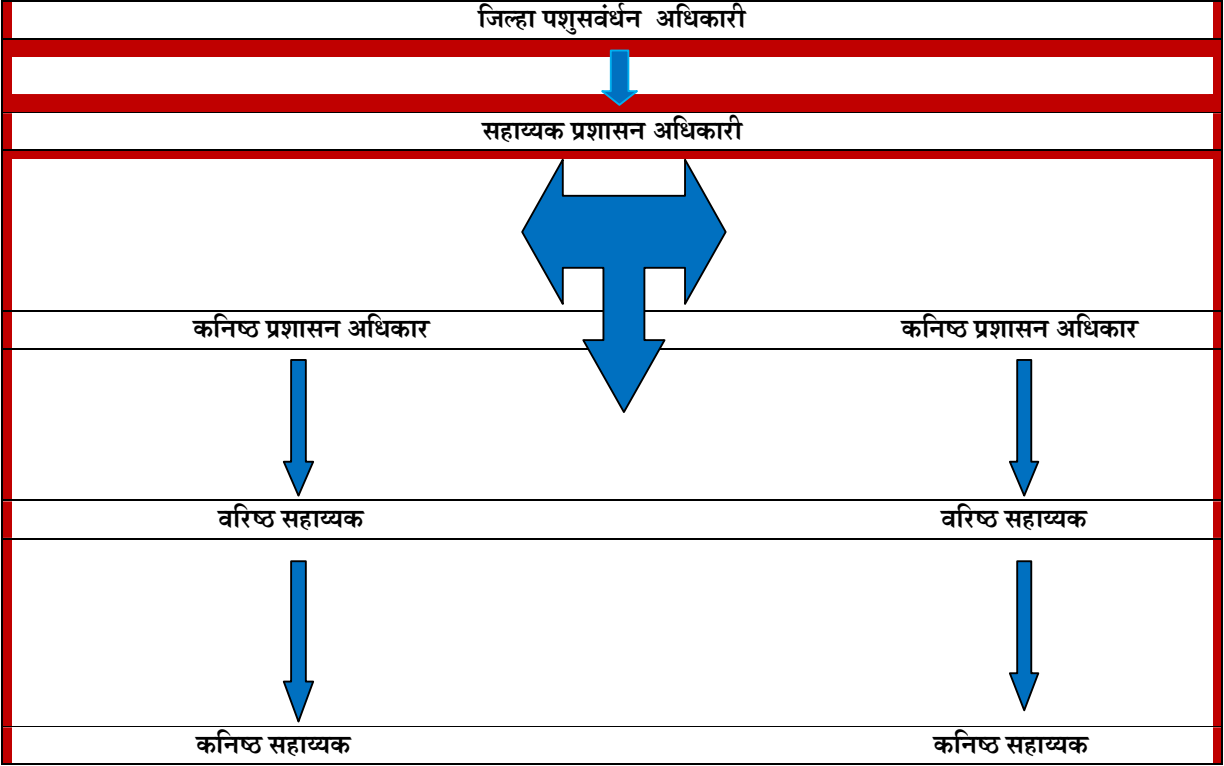 जिल्हा पशुसवंर्धन अधिकारी
सहाय्यक प्रशासन अधिकारी
कनिष्ठ प्रशासन अधिकार कनिष्ठ प्रशासन अधिकार
वरिष्ठ सहाय्यक वरिष्ठ सहाय्यक
कनिष्ठ सहाय्यक कनिष्ठ सहाय्यक